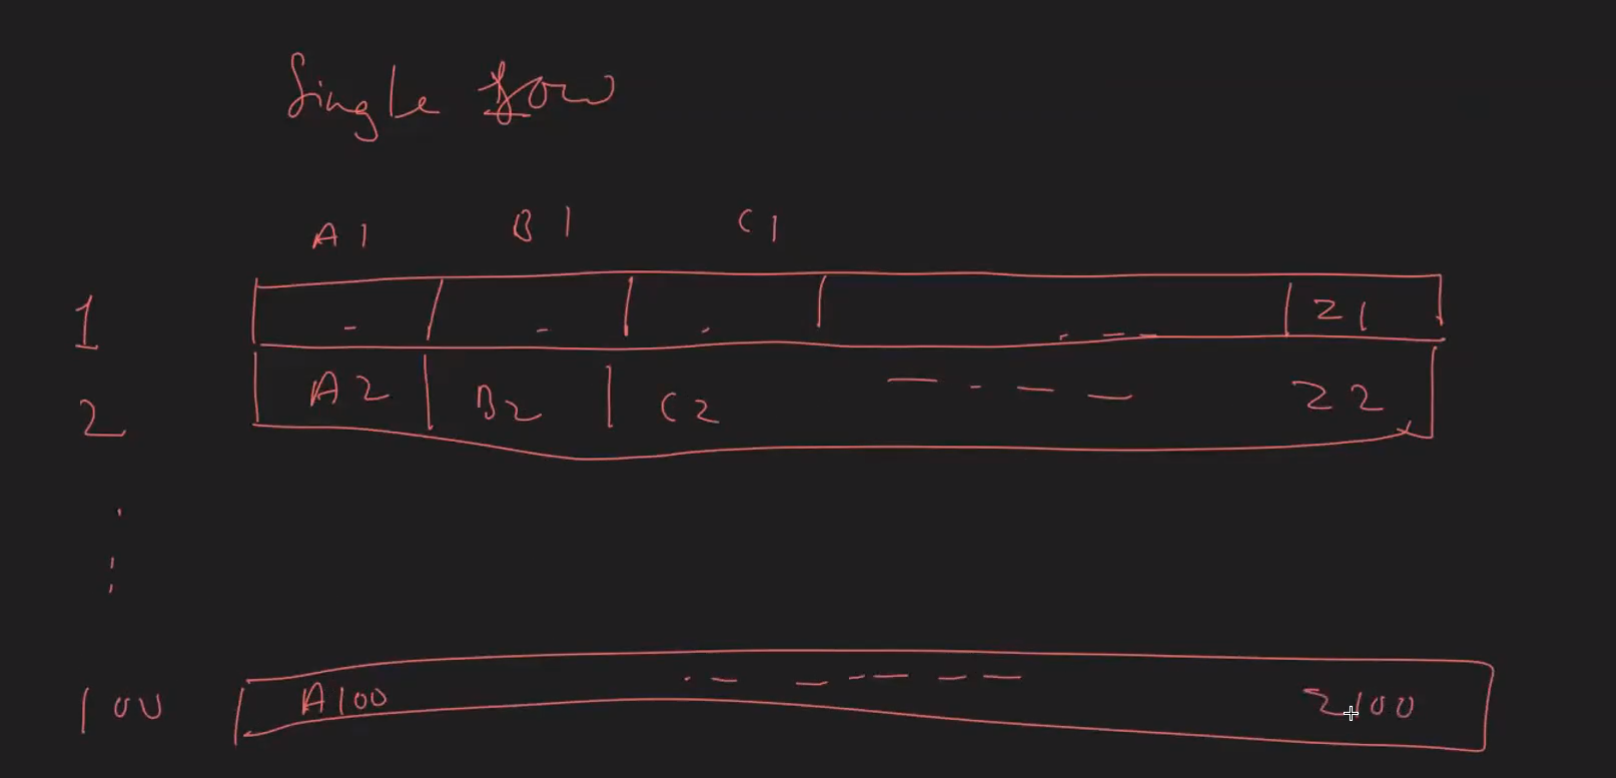 Single row
A1 B1 C1
1 Z1
2 A2 B2 C2 Z2
100 A100 Z100